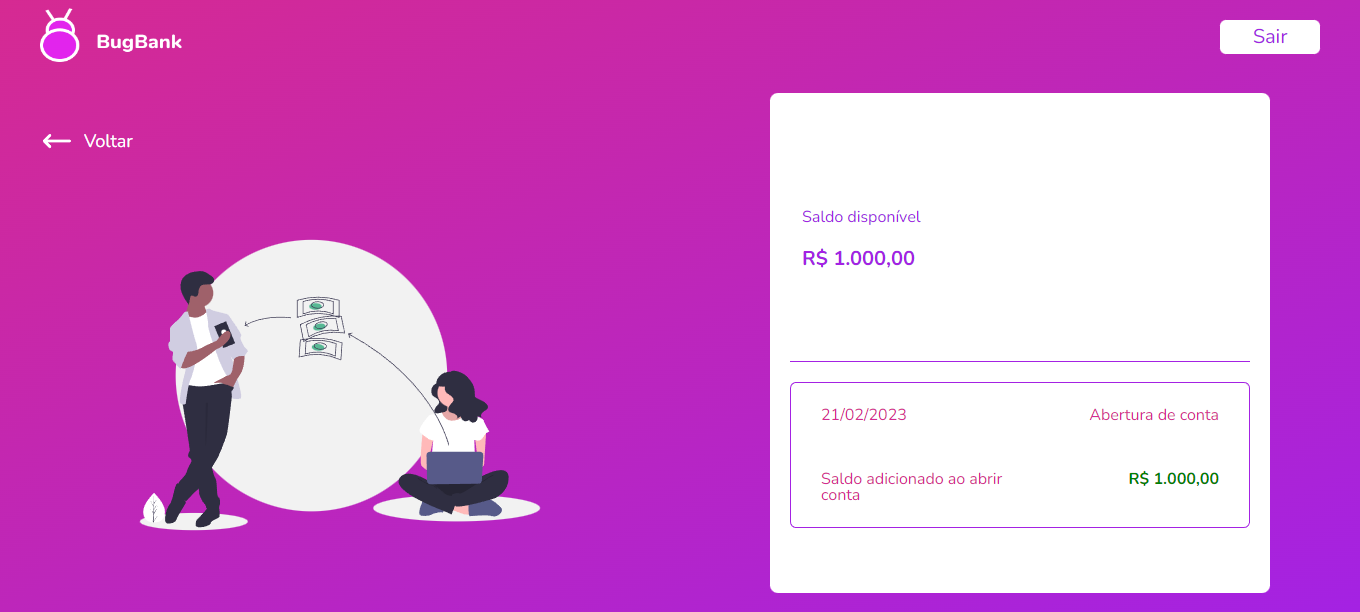 BugBank
Sair
Voltar
Saldo disponível
R$ 1.000,00
21/02/2023
Abertura de conta
Saldo adicionado ao abrir
conta
R$ 1.000,00